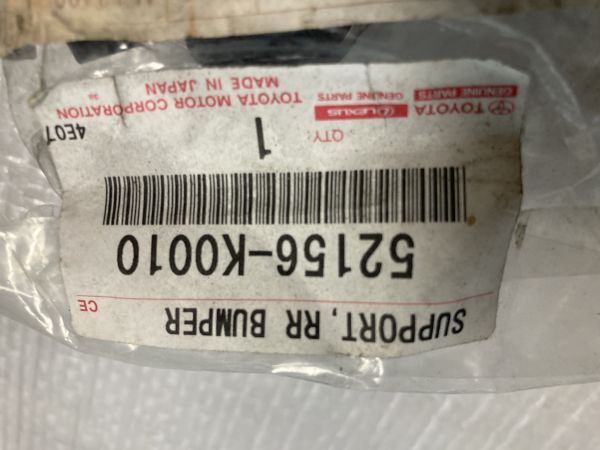 SUPPORT, RR BUMPER
CE
52156-K0010
QTY:
1
4E07
TOYOTA GENUINE PARTS
LEXUS GENUINE PARTS
TOYOTA MOTOR CORPORATION
MADE IN JAPAN